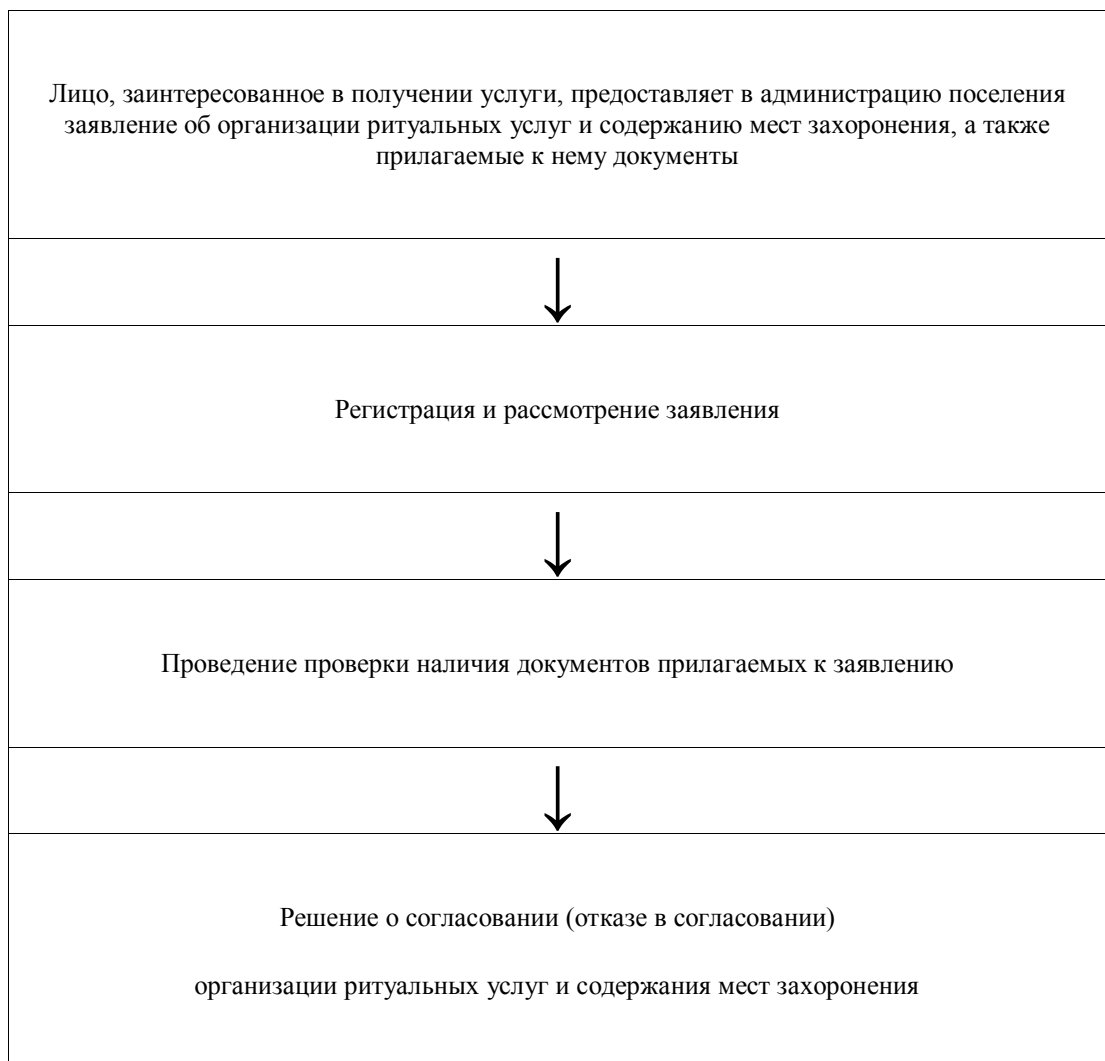 Лицо, заинтересованное в получении услуги, предоставляет в администрацию поселения
заявление об организации ритуальных услуг и содержанию мест захоронения, а также
прилагаемые к нему документы
Регистрация и рассмотрение заявления
Проведение проверки наличия документов прилагаемых к заявлению
Решение о согласовании (отказе в согласовании)
организации ритуальных услуг и содержания мест захоронения